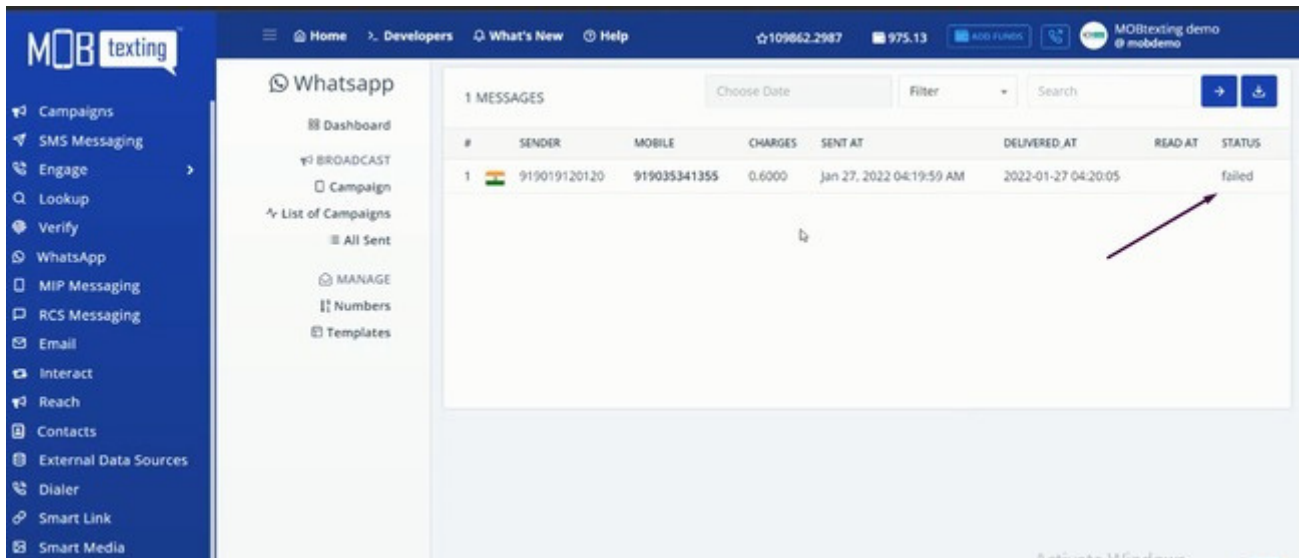 MOB texting
Home
Developers
What's New
Help
109862.2987
975.13
ADD FUNDS
MOBtexting demo
@ mobdemo
Campaigns
SMS Messaging
Engage
Lookup
Verify
WhatsApp
MIP Messaging
RCS Messaging
Email
Interact
Reach
Contacts
External Data Sources
Dialer
Smart Link
Smart Media
Whatsapp
Dashboard
BROADCAST
Campaign
List of Campaigns
All Sent
MANAGE
Numbers
Templates
1 MESSAGES
Choose Date
Filter
Search
# SENDER MOBILE CHARGES SENT AT DELIVERED_AT READ AT STATUS
1 919019120120 919035341355 0.6000 Jan 27, 2022 04:19:59 AM 2022-01-27 04:20:05 failed